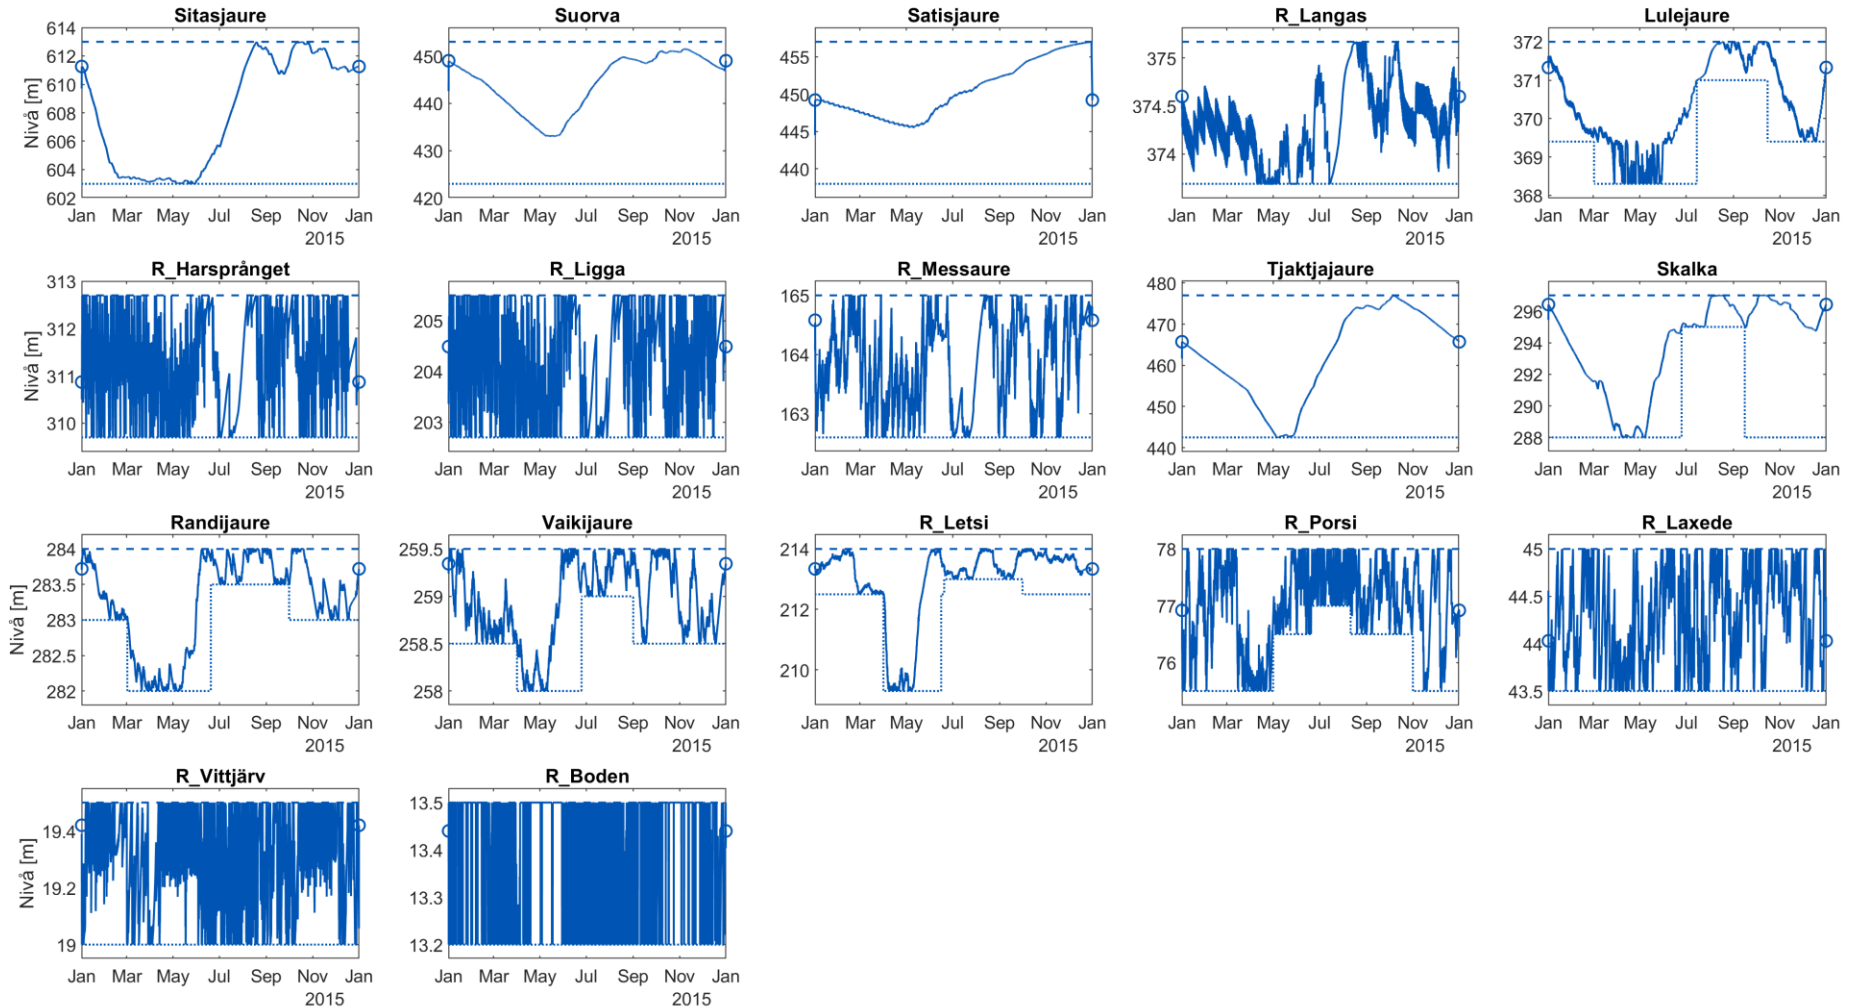 Sitasjaure
Nivå [m]
614
612
610
608
606
604
602
Jan Mar May Jul Sep Nov Jan
2015
Suorva
450
440
430
420
Jan Mar May Jul Sep Nov Jan
2015
Satisjaure
455
450
445
440
Jan Mar May Jul Sep Nov Jan
2015
R_Langas
375
374.5
374
Jan Mar May Jul Sep Nov Jan
2015
Lulejaure
372
371
370
369
368
Jan Mar May Jul Sep Nov Jan
2015
R_Harsprånget
Nivå [m]
313
312
311
310
Jan Mar May Jul Sep Nov Jan
2015
R_Ligga
205
204
203
Jan Mar May Jul Sep Nov Jan
2015
R_Messaure
165
164
163
Jan Mar May Jul Sep Nov Jan
2015
Tjaktjajaure
480
470
460
450
440
Jan Mar May Jul Sep Nov Jan
2015
Skalka
296
294
292
290
288
Jan Mar May Jul Sep Nov Jan
2015
Randijaure
Nivå [m]
284
283.5
283
282.5
282
Jan Mar May Jul Sep Nov Jan
2015
Vaikijaure
259.5
259
258.5
258
Jan Mar May Jul Sep Nov Jan
2015
R_Letsi
214
212
210
Jan Mar May Jul Sep Nov Jan
2015
R_Porsi
78
77
76
Jan Mar May Jul Sep Nov Jan
2015
R_Laxede
45
44.5
44
43.5
Jan Mar May Jul Sep Nov Jan
2015
R_Vittjärv
Nivå [m]
19.4
19.2
19
Jan Mar May Jul Sep Nov Jan
2015
R_Boden
13.5
13.4
13.3
13.2
Jan Mar May Jul Sep Nov Jan
2015